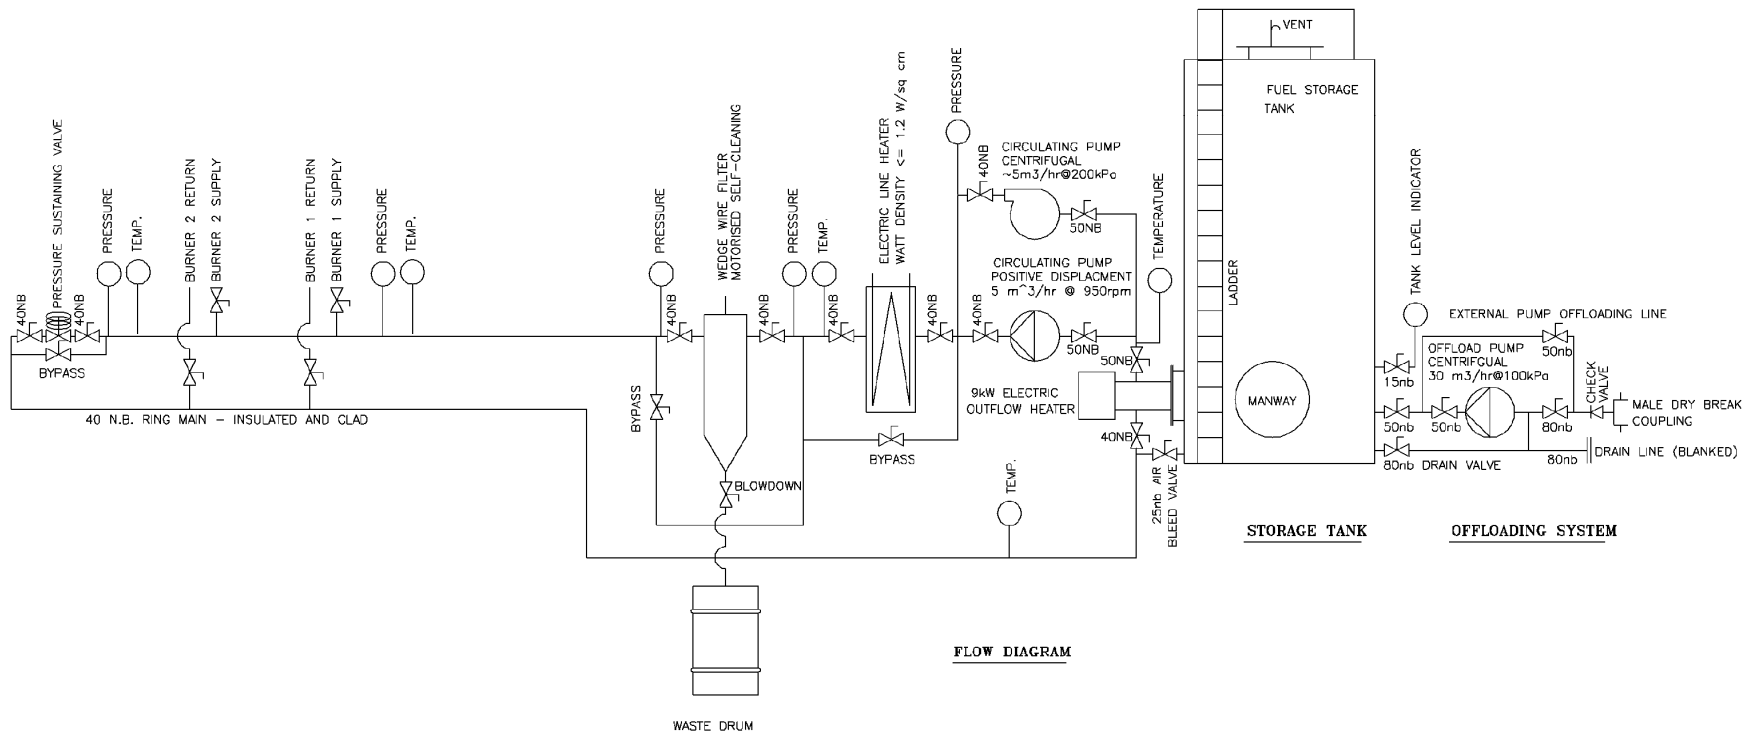 VENT
FUEL STORAGE
TANK
LADDER
MANWAY
STORAGE TANK
TANK LEVEL INDICATOR
EXTERNAL PUMP OFFLOADING LINE
OFFLOAD PUMP
CENTRIFGUAL
30 m3/hr@100kPa
50nb
15nb
50nb
50nb
80nb
CHECK
VALVE
MALE DRY BREAK
COUPLING
80nb DRAIN VALVE
80nb
DRAIN LINE (BLANKED)
OFFLOADING SYSTEM
PRESSURE
40NB
CIRCULATING PUMP
CENTRIFUGAL
~5m3/hr@200kPa
50NB
TEMPERATURE
CIRCULATING PUMP
POSITIVE DISPLACMENT
5 m^3/hr @ 950rpm
40NB
40NB
50NB
50NB
9kW ELECTRIC
OUTFLOW HEATER
40NB
25nb AIR
BLEED VALVE
TEMP.
ELECTRIC LINE HEATER
WATT DENSITY <= 1.2 W/sq cm
40NB
BYPASS
PRESSURE
TEMP.
40NB
WEDGE WIRE FILTER
MOTORISED SELF-CLEANING
PRESSURE
40NB
BYPASS
BLOWDOWN
WASTE DRUM
PRESSURE
TEMP.
BURNER 1 RETURN
BURNER 1 SUPPLY
BURNER 2 RETURN
BURNER 2 SUPPLY
PRESSURE
TEMP.
PRESSURE SUSTAINING VALVE
40NB
40NB
BYPASS
40 N.B. RING MAIN - INSULATED AND CLAD
FLOW DIAGRAM